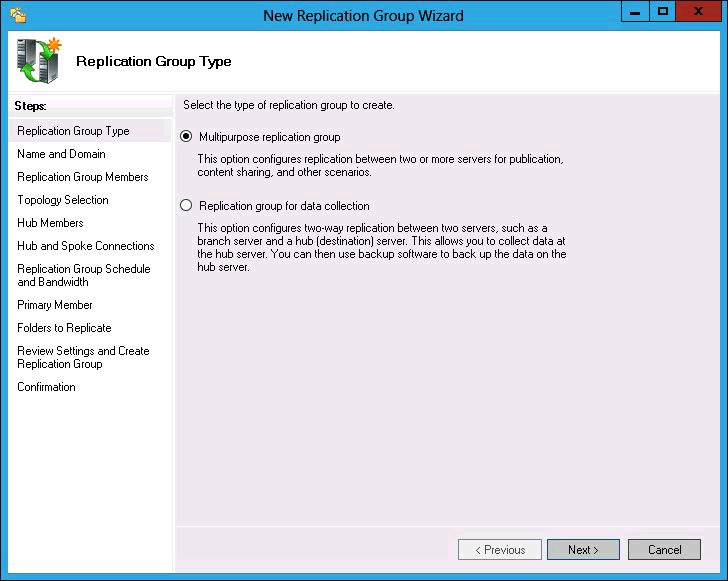 New Replication Group Wizard
X
Replication Group Type
Steps:
Replication Group Type
Name and Domain
Replication Group Members
Topology Selection
Hub Members
Hub and Spoke Connections
Replication Group Schedule
and Bandwidth
Primary Member
Folders to Replicate
Review Settings and Create
Replication Group
Confirmation
Select the type of replication group to create.
Multipurpose replication group
This option configures replication between two or more servers for publication,
content sharing, and other scenarios.
Replication group for data collection
This option configures two-way replication between two servers, such as a
branch server and a hub (destination) server. This allows you to collect data at
the hub server. You can then use backup software to back up the data on the
hub server.
< Previous
Next >
Cancel